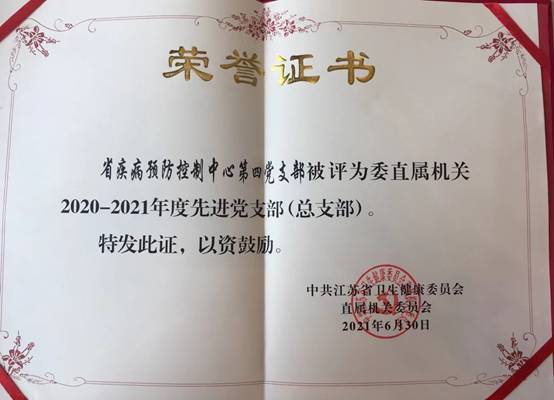 荣誉证书
省疾病预防控制中心第四党支部被评为委直属机关
2020-2021年度先进党支部(总支部)。
特发此证，以资鼓励。
中共江苏省卫生健康委员会
直属机关委员会
2021年6月30日